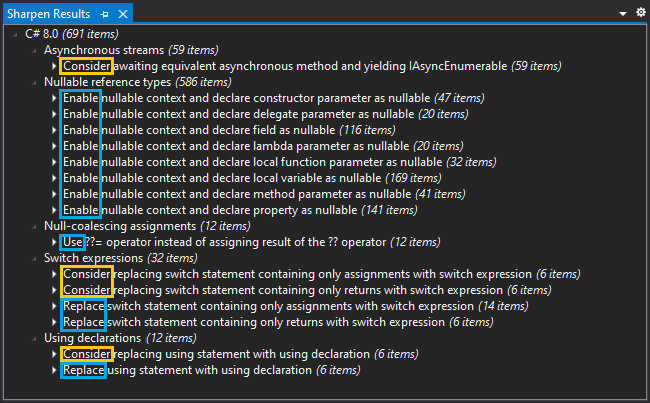 Sharpen Results
C# 8.0 (691 items)
Asynchronous streams (59 items)
Consider awaiting equivalent asynchronous method and yielding IAsyncEnumerable (59 items)
Nullable reference types (586 items)
Enable nullable context and declare constructor parameter as nullable (47 items)
Enable nullable context and declare delegate parameter as nullable (20 items)
Enable nullable context and declare field as nullable (116 items)
Enable nullable context and declare lambda parameter as nullable (20 items)
Enable nullable context and declare local function parameter as nullable (32 items)
Enable nullable context and declare local variable as nullable (169 items)
Enable nullable context and declare method parameter as nullable (41 items)
Enable nullable context and declare property as nullable (141 items)
Null-coalescing assignments (12 items)
Use ??= operator instead of assigning result of the ?? operator (12 items)
Switch expressions (32 items)
Consider replacing switch statement containing only assignments with switch expression (6 items)
Consider replacing switch statement containing only returns with switch expression (6 items)
Replace switch statement containing only assignments with switch expression (14 items)
Replace switch statement containing only returns with switch expression (6 items)
Using declarations (12 items)
Consider replacing using statement with using declaration (6 items)
Replace using statement with using declaration (6 items)